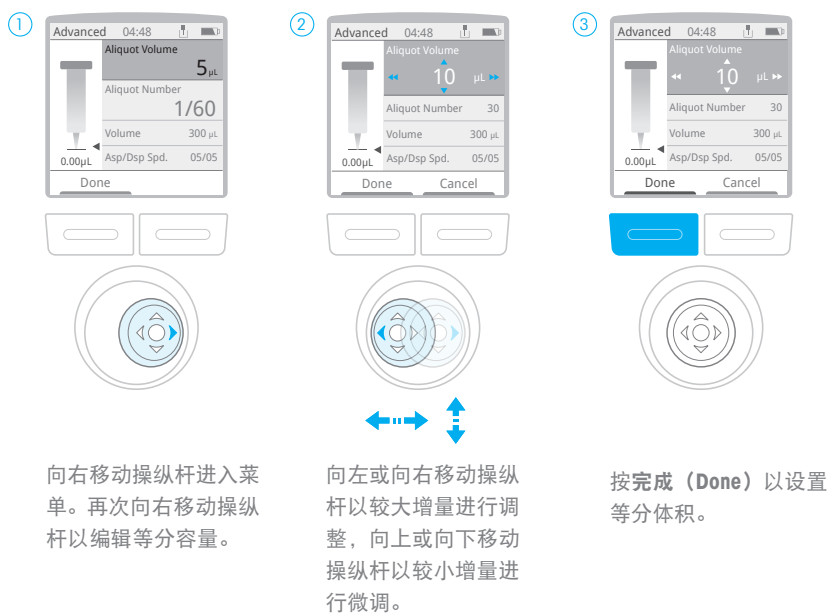 1
Advanced 04:48
Aliquot Volume
5 µL
Aliquot Number
1/60
Volume 300 µL
0.00µL Asp/Dsp Spd. 05/05
Done
向右移动操纵杆进入菜
单。再次向右移动操纵
杆以编辑等分容量。
2
Advanced 04:48
Aliquot Volume
10 µL
Aliquot Number 30
Volume 300 µL
0.00µL Asp/Dsp Spd. 05/05
Done Cancel
向左或向右移动操纵
杆以较大增量进行调
整，向上或向下移动
操纵杆以较小增量进
行微调。
3
Advanced 04:48
Aliquot Volume
10 µL
Aliquot Number 30
Volume 300 µL
0.00µL Asp/Dsp Spd. 05/05
Done Cancel
按完成（Done）以设置
等分体积。